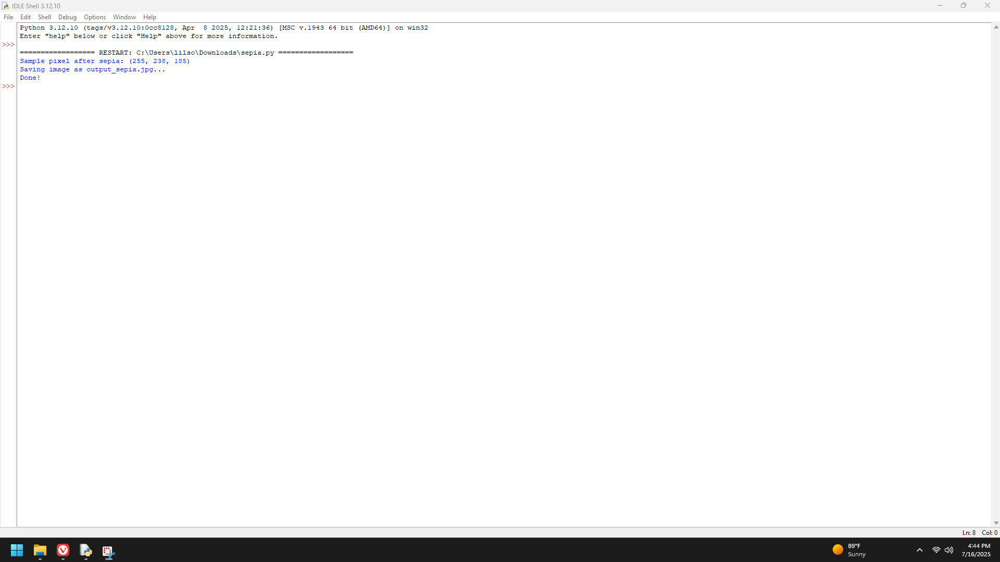 IDLE Shell 3.12.10
File Edit Shell Debug Options Window Help
Python 3.12.10 (tags/v3.12.10:0cc8128, Apr  8 2025, 12:21:36) [MSC v.1943 64 bit (AMD64)] on win32
Enter "help" below or click "Help" above for more information.
>>>
================== RESTART: C:\Users\lilso\Downloads\sepia.py ==================
Sample pixel after sepia: (255, 238, 185)
Saving image as output_sepia.jpg...
Done!
>>>
Ln: 8 Col: 0
89°F
Sunny
4:44 PM
7/16/2025